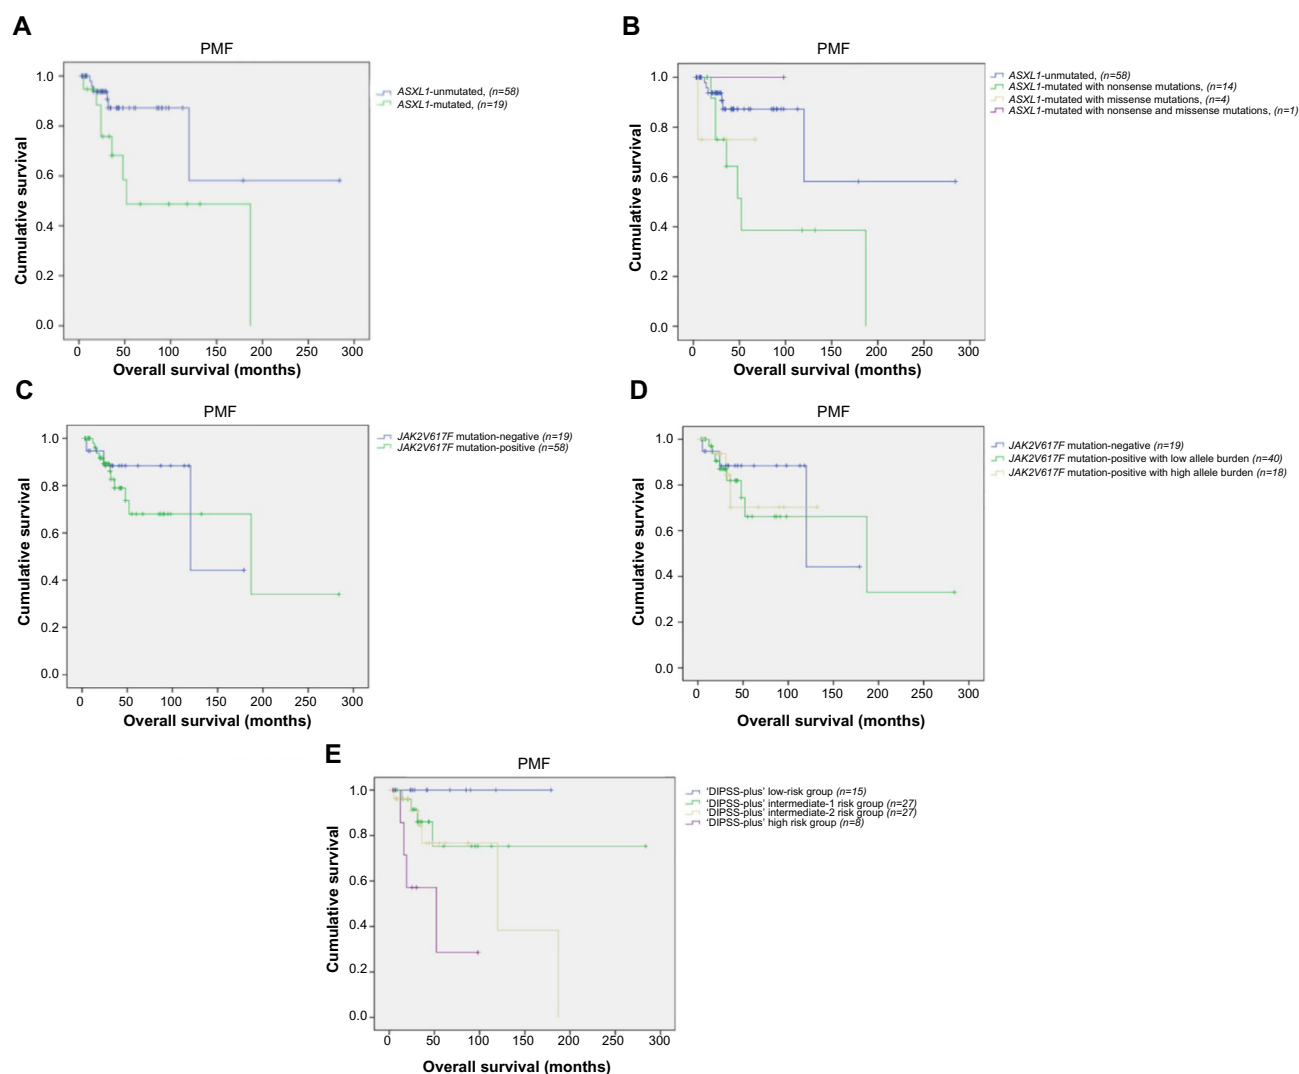 A
PMF
Cumulative survival
1.0
0.8
0.6
0.4
0.2
0.0
0 50 100 150 200 250 300
Overall survival (months)
ASXL1-unmutated, (n=58)
ASXL1-mutated, (n=19)
B
PMF
Cumulative survival
1.0
0.8
0.6
0.4
0.2
0.0
0 50 100 150 200 250 300
Overall survival (months)
ASXL1-unmutated, (n=58)
ASXL1-mutated with nonsense mutations, (n=14)
ASXL1-mutated with missense mutations, (n=4)
ASXL1-mutated with nonsense and missense mutations, (n=1)
C
PMF
Cumulative survival
1.0
0.8
0.6
0.4
0.2
0.0
0 50 100 150 200 250 300
Overall survival (months)
JAK2V617F mutation-negative (n=19)
JAK2V617F mutation-positive (n=58)
D
PMF
Cumulative survival
1.0
0.8
0.6
0.4
0.2
0.0
0 50 100 150 200 250 300
Overall survival (months)
JAK2V617F mutation-negative (n=19)
JAK2V617F mutation-positive with low allele burden (n=40)
JAK2V617F mutation-positive with high allele burden (n=18)
E
PMF
Cumulative survival
1.0
0.8
0.6
0.4
0.2
0.0
0 50 100 150 200 250 300
Overall survival (months)
‘DIPSS-plus’ low-risk group (n=15)
‘DIPSS-plus’ intermediate-1 risk group (n=27)
‘DIPSS-plus’ intermediate-2 risk group (n=27)
‘DIPSS-plus’ high risk group (n=8)